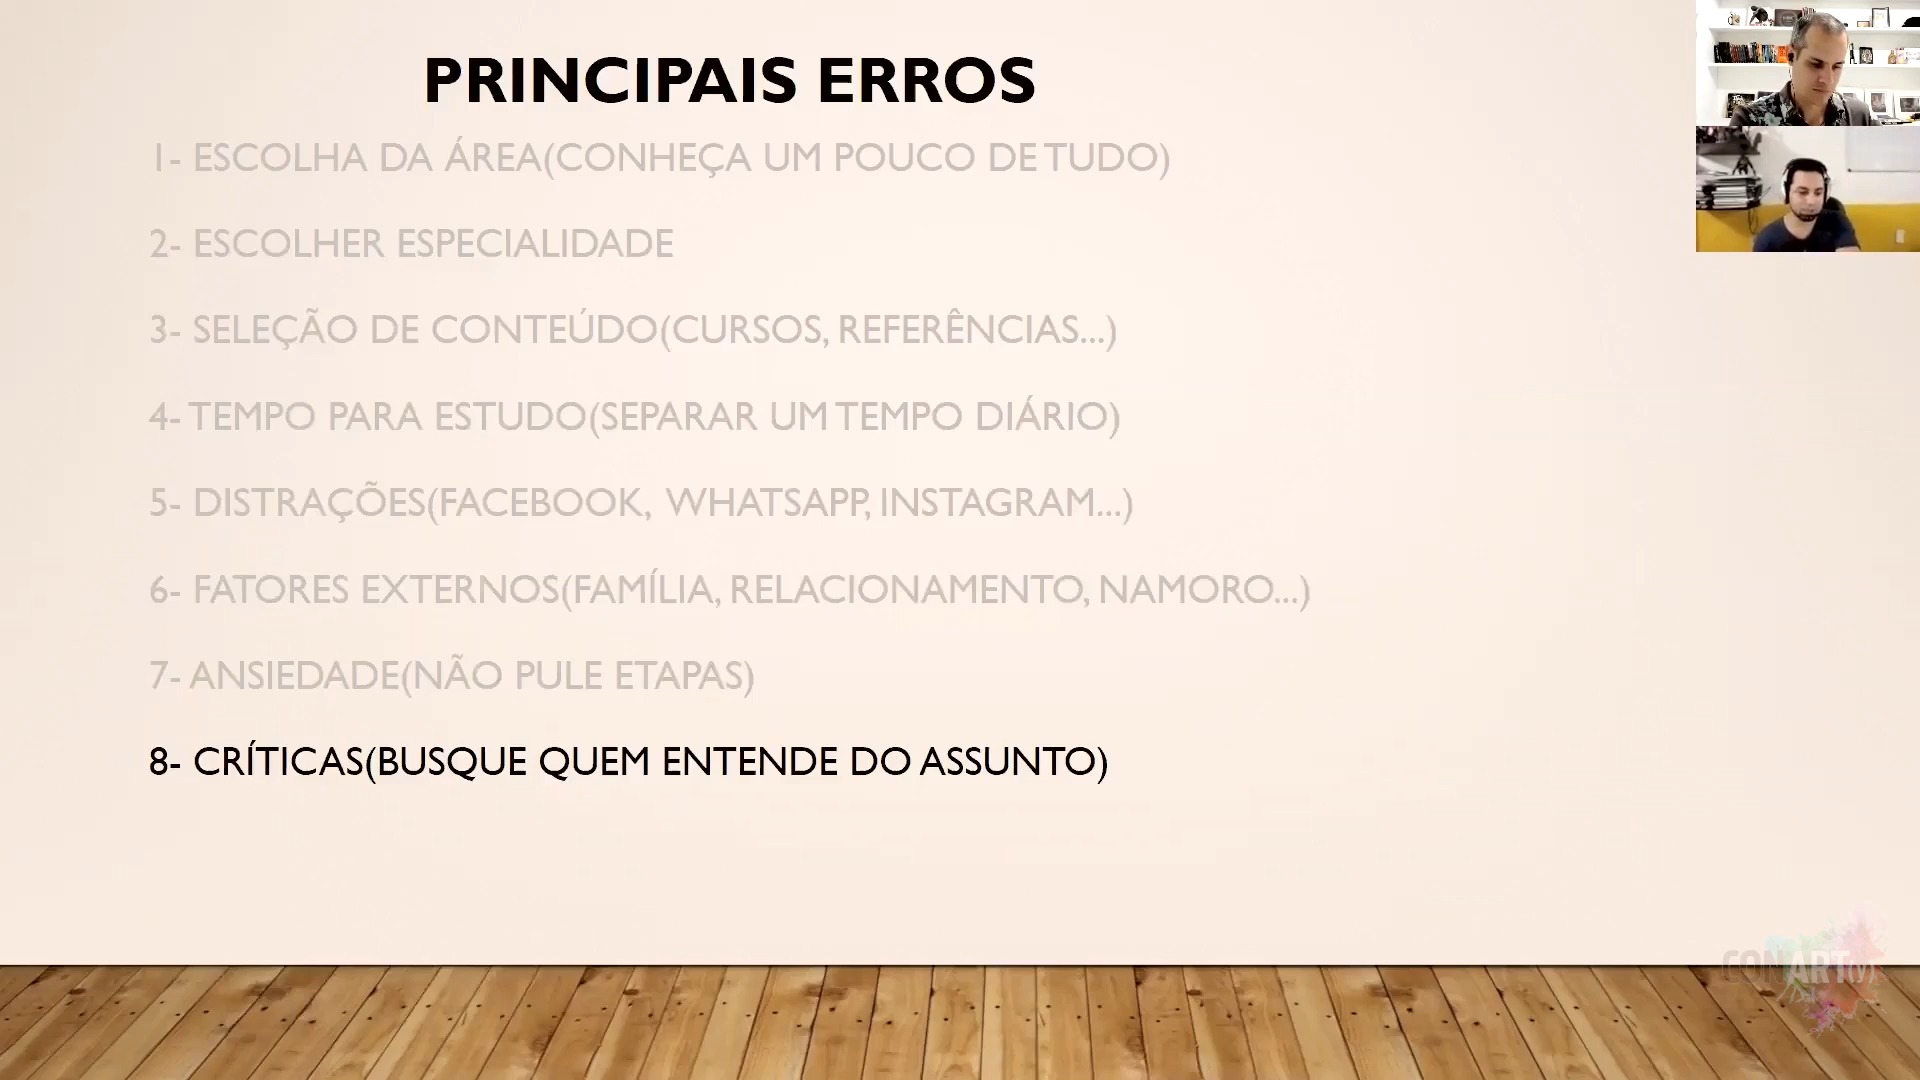 PRINCIPAIS ERROS
1- ESCOLHA DA ÁREA(CONHEÇA UM POUCO DE TUDO)
2- ESCOLHER ESPECIALIDADE
3- SELEÇÃO DE CONTEÚDO(CURSOS, REFERÊNCIAS...)
4- TEMPO PARA ESTUDO(SEPARAR UM TEMPO DIÁRIO)
5- DISTRAÇÕES(FACEBOOK, WHATSAPP, INSTAGRAM...)
6- FATORES EXTERNOS(FAMÍLIA, RELACIONAMENTO, NAMORO...)
7- ANSIEDADE(NÃO PULE ETAPAS)
8- CRÍTICAS(BUSQUE QUEM ENTENDE DO ASSUNTO)
CONART(v)